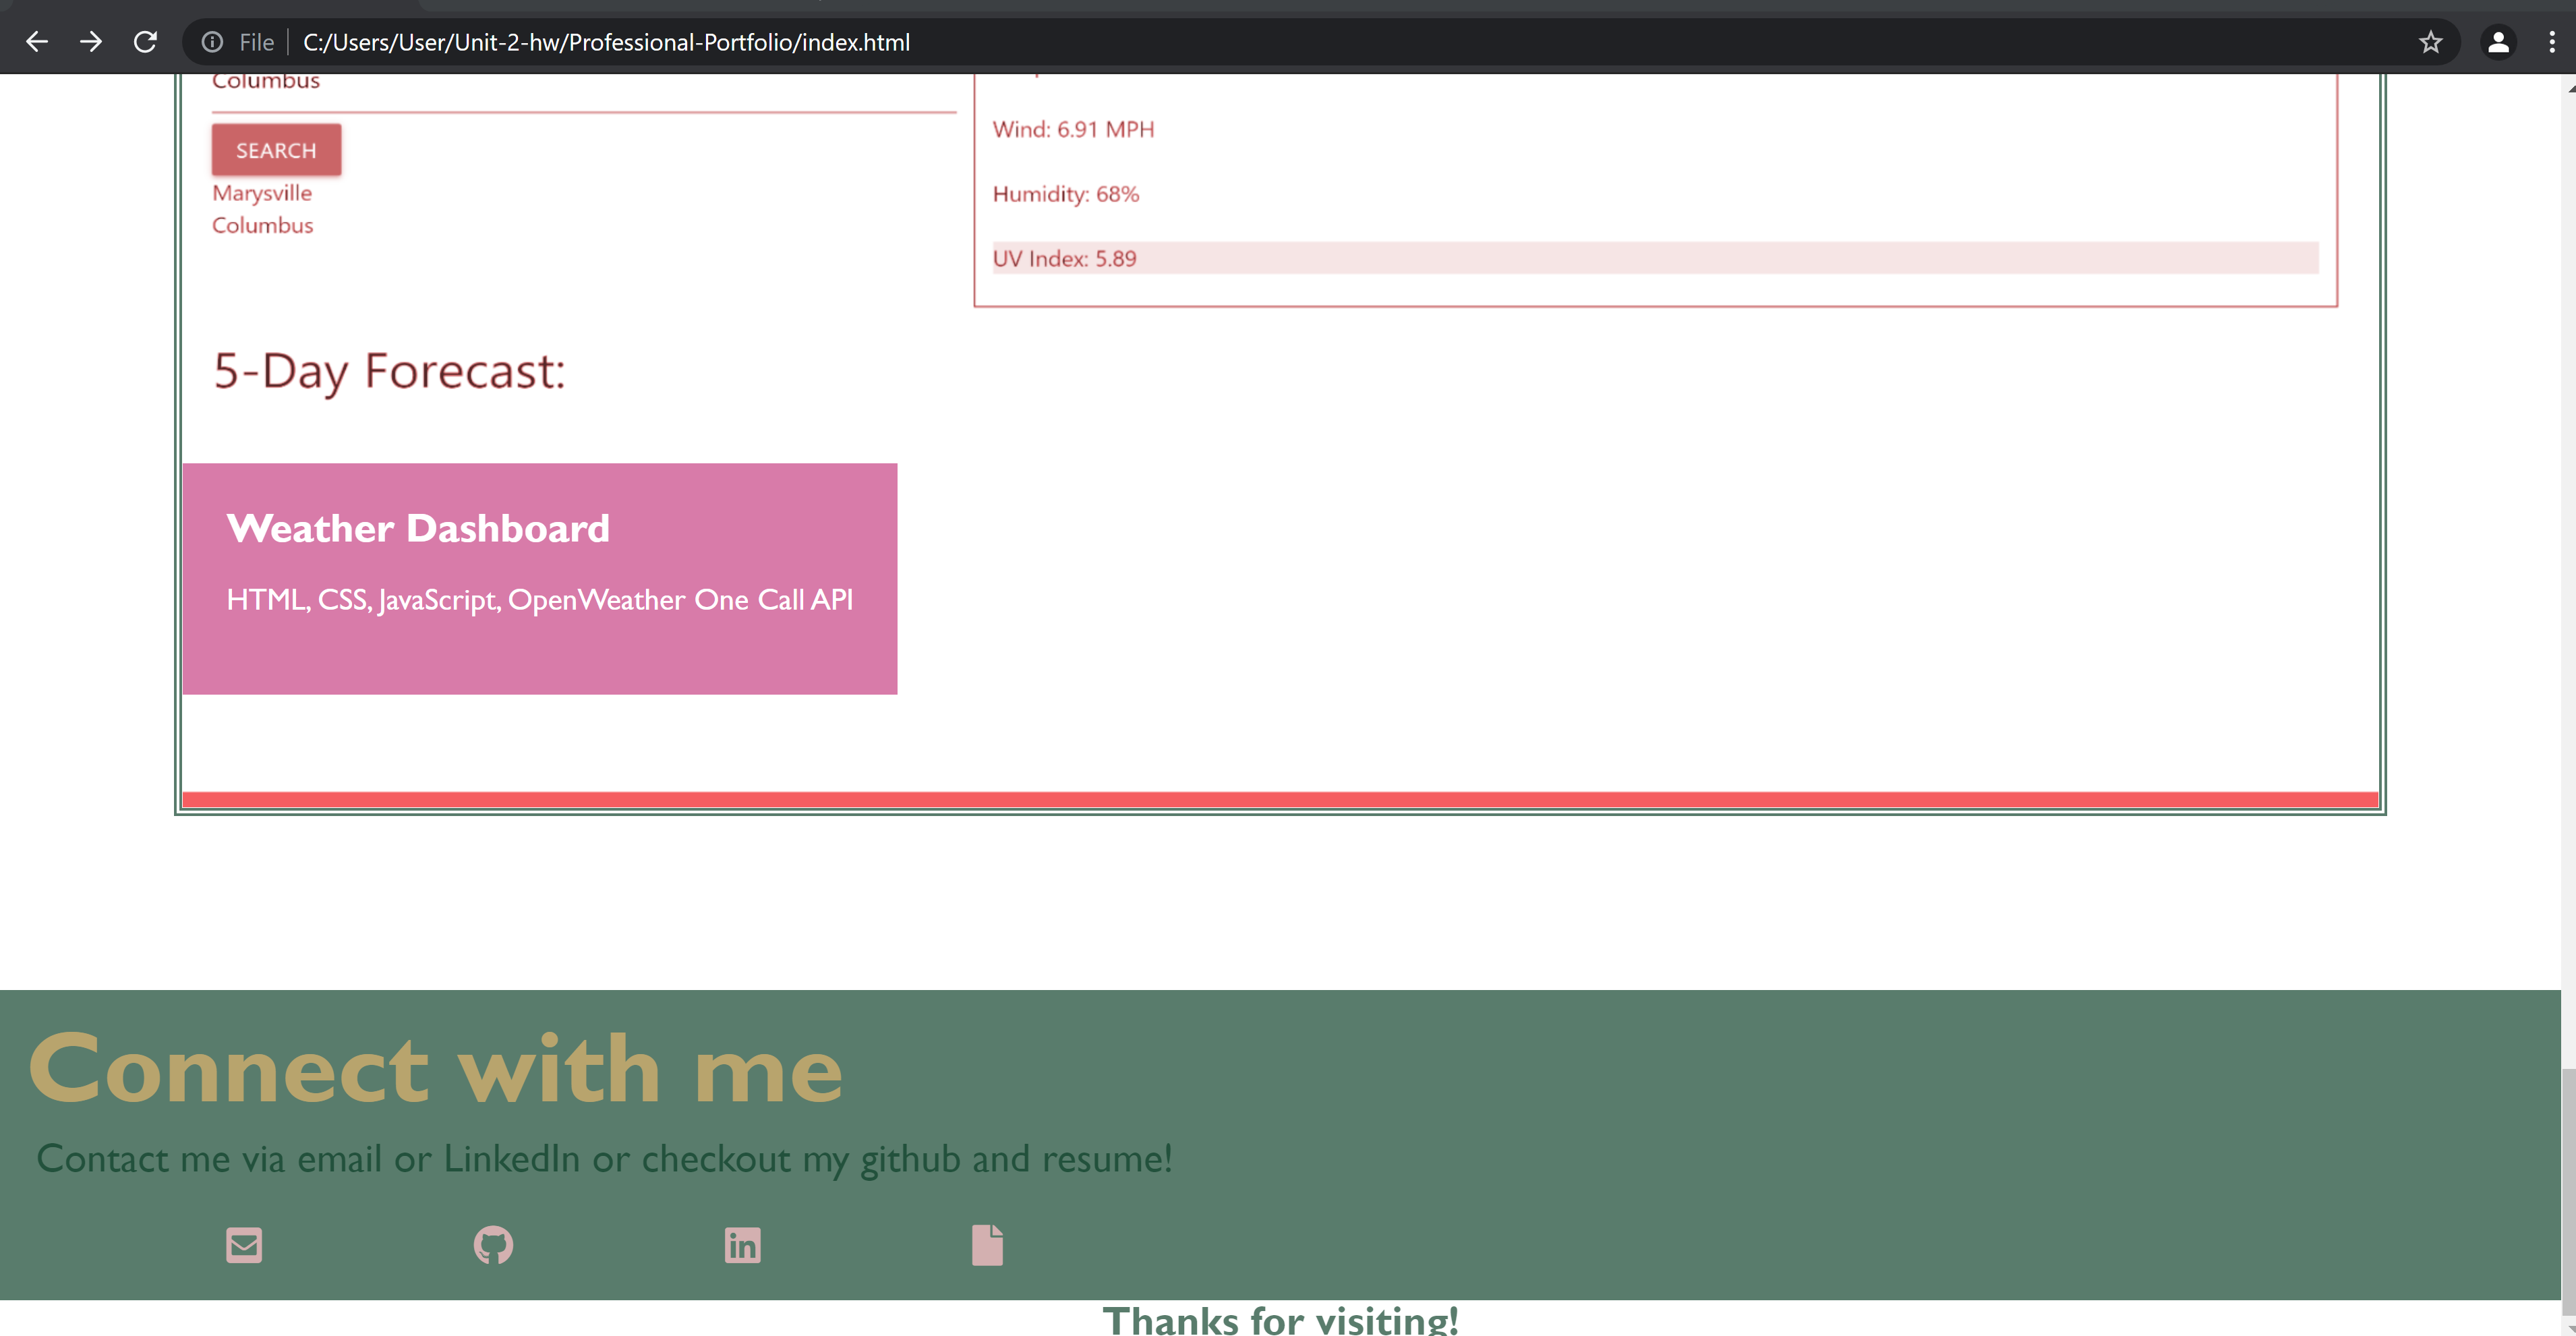 File C:/Users/User/Unit-2-hw/Professional-Portfolio/index.html
Columbus
SEARCH
Marysville
Columbus
Wind: 6.91 MPH
Humidity: 68%
UV Index: 5.89
5-Day Forecast:
Weather Dashboard
HTML, CSS, JavaScript, OpenWeather One Call API
Connect with me
Contact me via email or LinkedIn or checkout my github and resume!
in
Thanks for visiting!